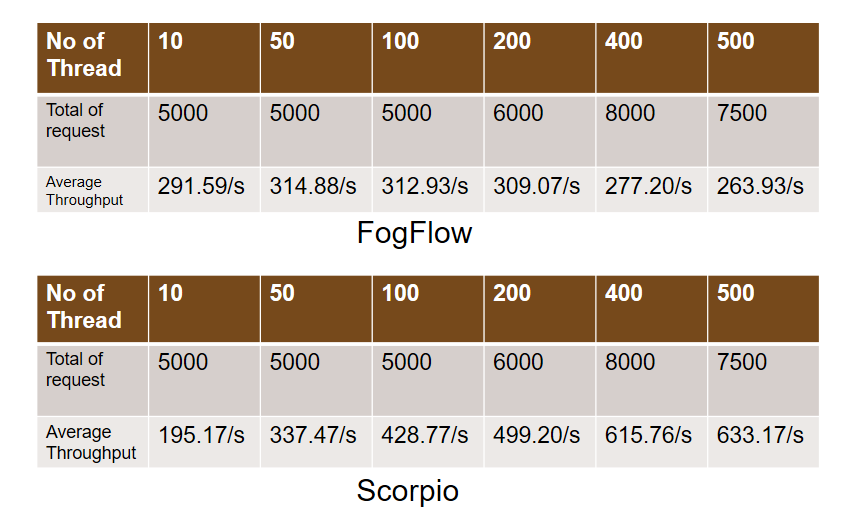 No of Thread 10 50 100 200 400 500
Total of request 5000 5000 5000 6000 8000 7500
Average Throughput 291.59/s 314.88/s 312.93/s 309.07/s 277.20/s 263.93/s
FogFlow
No of Thread 10 50 100 200 400 500
Total of request 5000 5000 5000 6000 8000 7500
Average Throughput 195.17/s 337.47/s 428.77/s 499.20/s 615.76/s 633.17/s
Scorpio